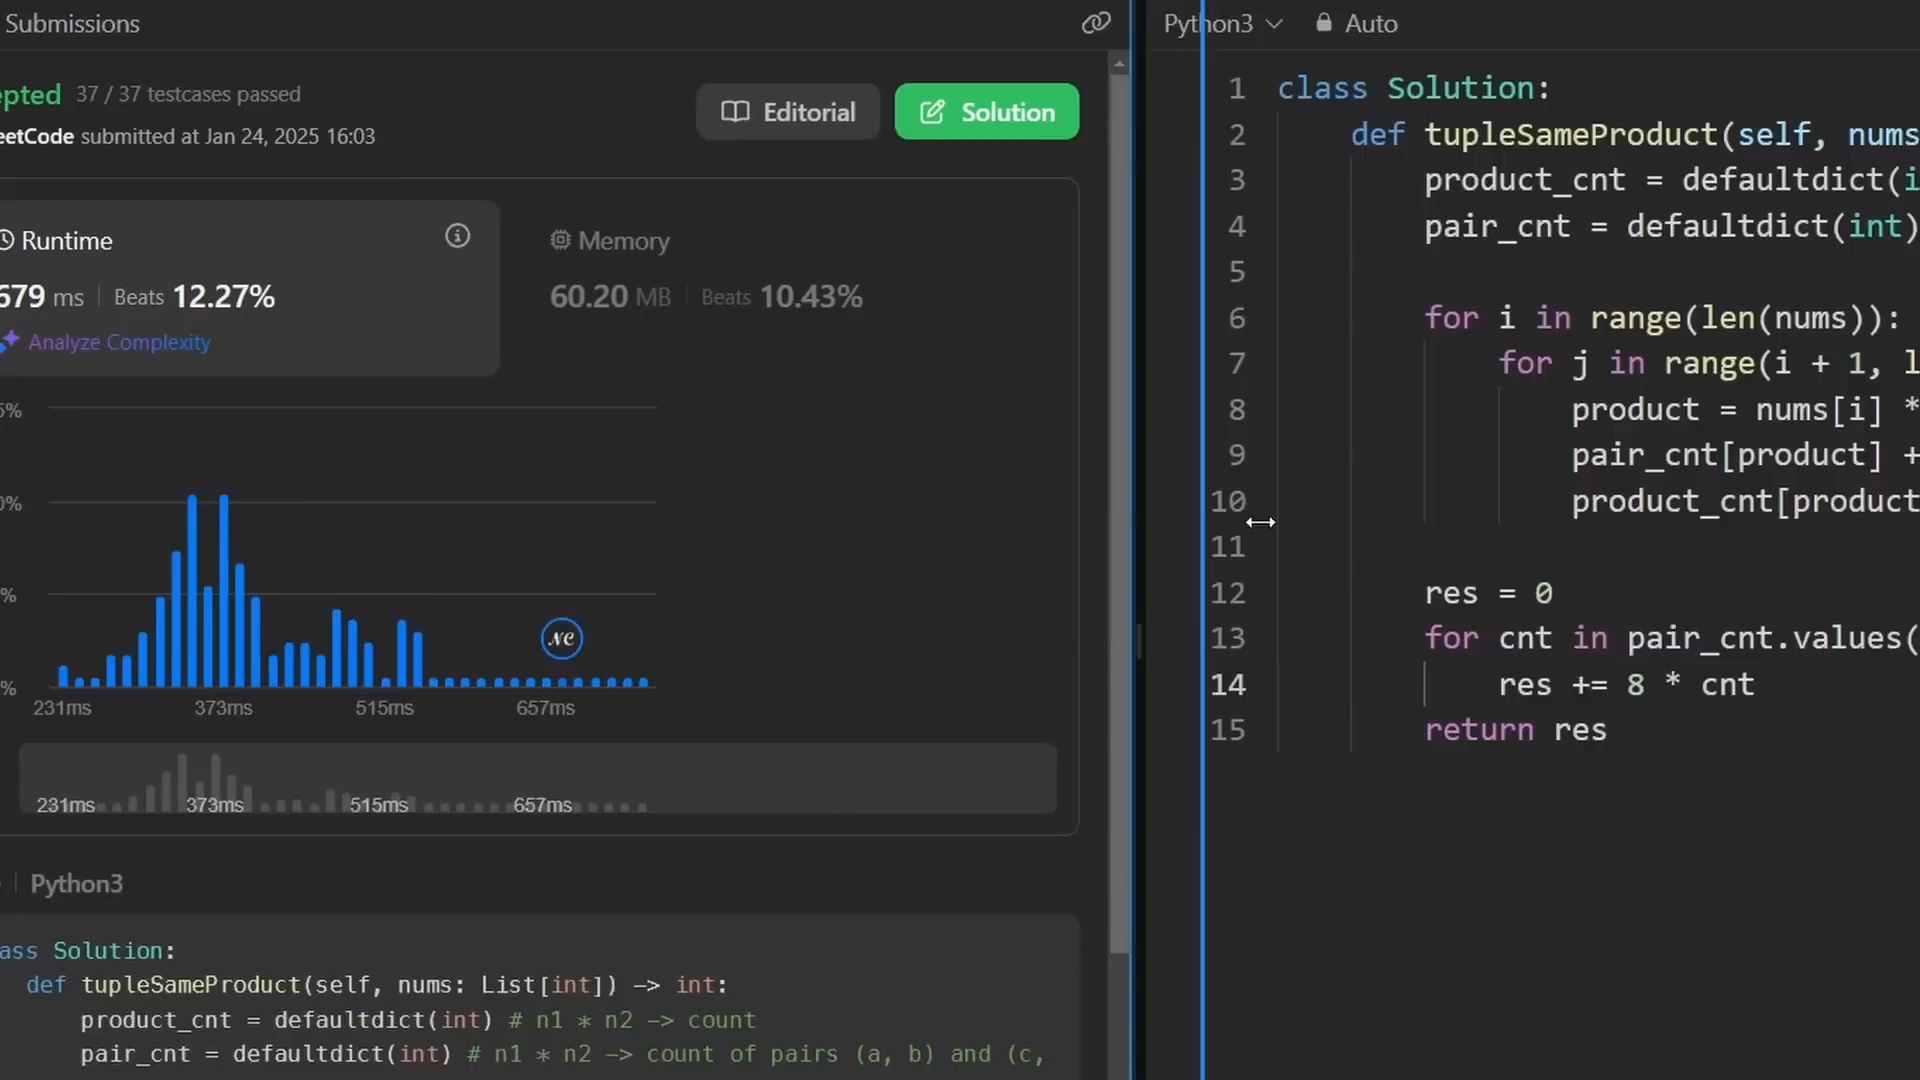 Submissions
epted 37 / 37 testcases passed
Editorial
Solution
eetCode submitted at Jan 24, 2025 16:03
Runtime
679 ms | Beats 12.27%
Analyze Complexity
Memory
60.20 MB | Beats 10.43%
5%
0%
%
%
231ms 373ms 515ms 657ms
NC
231ms 373ms 515ms 657ms
Python3
ass Solution:
def tupleSameProduct(self, nums: List[int]) -> int:
product_cnt = defaultdict(int) # n1 * n2 -> count
pair_cnt = defaultdict(int) # n1 * n2 -> count of pairs (a, b) and (c,
Python3 Auto
1 class Solution:
2 def tupleSameProduct(self, nums
3 product_cnt = defaultdict(i
4 pair_cnt = defaultdict(int)
5
6 for i in range(len(nums)):
7 for j in range(i + 1, l
8 product = nums[i] *
9 pair_cnt[product] +
10 product_cnt[product
11
12 res = 0
13 for cnt in pair_cnt.values(
14 res += 8 * cnt
15 return res